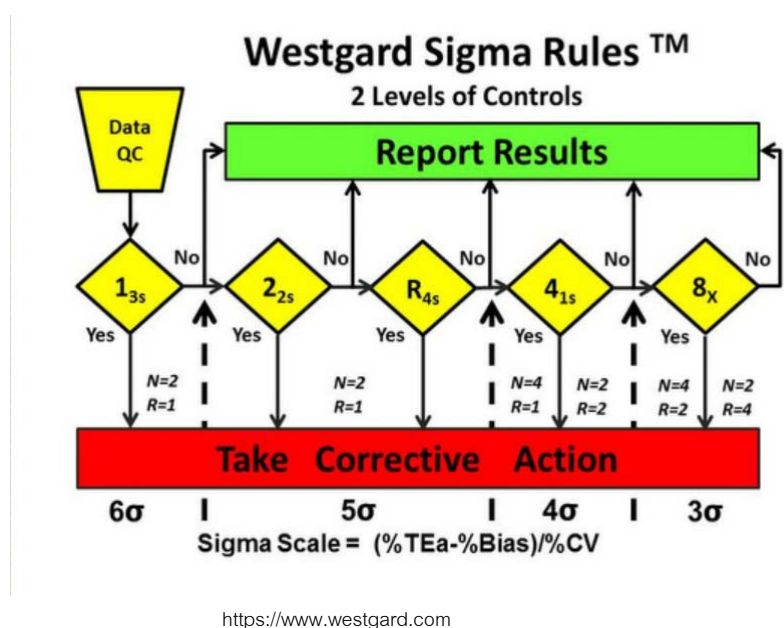 Westgard Sigma Rules ™
2 Levels of Controls
Data
QC
Report Results
No
No
No
No
No
1₃ₛ
2₂ₛ
R₄ₛ
4₁ₛ
8ₓ
Yes
Yes
Yes
Yes
Yes
N=2
R=1
N=2
R=1
N=4
R=1
N=2
R=2
N=4
R=2
N=2
R=4
Take Corrective Action
6σ
5σ
4σ
3σ
Sigma Scale = (%TEa-%Bias)/%CV
https://www.westgard.com